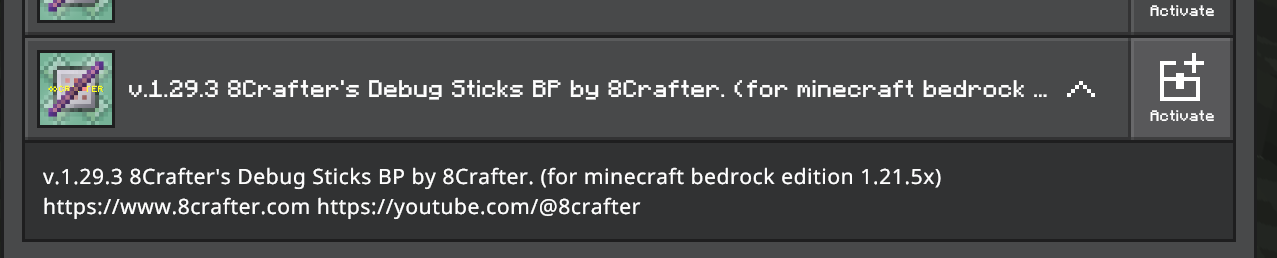 Activate
v.1.29.3 8Crafter's Debug Sticks BP by 8Crafter. (for minecraft bedrock ...
Activate
v.1.29.3 8Crafter's Debug Sticks BP by 8Crafter. (for minecraft bedrock edition 1.21.5x)
https://www.8crafter.com https://youtube.com/@8crafter